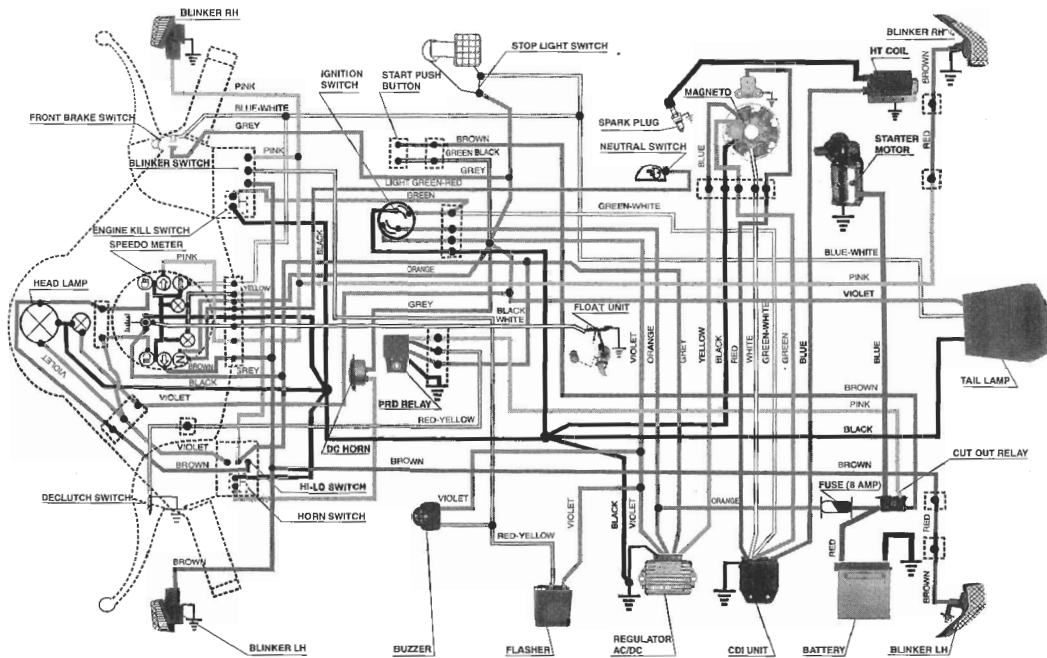 BLINKER RH
STOP LIGHT SWITCH
BLINKER RH
HT COIL
IGNITION
SWITCH
START PUSH
BUTTON
PINK
BLUE-WHITE
GREY
FRONT BRAKE SWITCH
MAGNETO
BROWN
SPARK PLUG
NEUTRAL SWITCH
BLUE
STARTER
MOTOR
RED
BROWN
GREEN BLACK
GREY
PINK
BLINKER SWITCH
LIGHT GREEN-RED
GREEN
GREEN-WHITE
ENGINE KILL SWITCH
SPEEDO METER
BLACK
PINK
ORANGE
YELLOW
BLUE-WHITE
PINK
VIOLET
HEAD LAMP
GREY
BLACK
WHITE
FLOAT UNIT
VIOLET
ORANGE
GREY
YELLOW
BLACK
RED
WHITE
GREEN-WHITE
GREEN
BLUE
BLUE
VIOLET
BROWN
GREY
BLACK
VIOLET
PRD RELAY
TAIL LAMP
BROWN
PINK
RED-YELLOW
BLACK
DC HORN
VIOLET
BROWN
BROWN
BROWN
CUT OUT RELAY
HI-LO SWITCH
DECLUTCH SWITCH
HORN SWITCH
FUSE (8 AMP)
ORANGE
VIOLET
VIOLET
BLACK
VIOLET
RED
RED
RED-YELLOW
BROWN
BROWN
BLINKER LH
BUZZER
FLASHER
REGULATOR
AC/DC
CDI UNIT
BATTERY
BLINKER LH